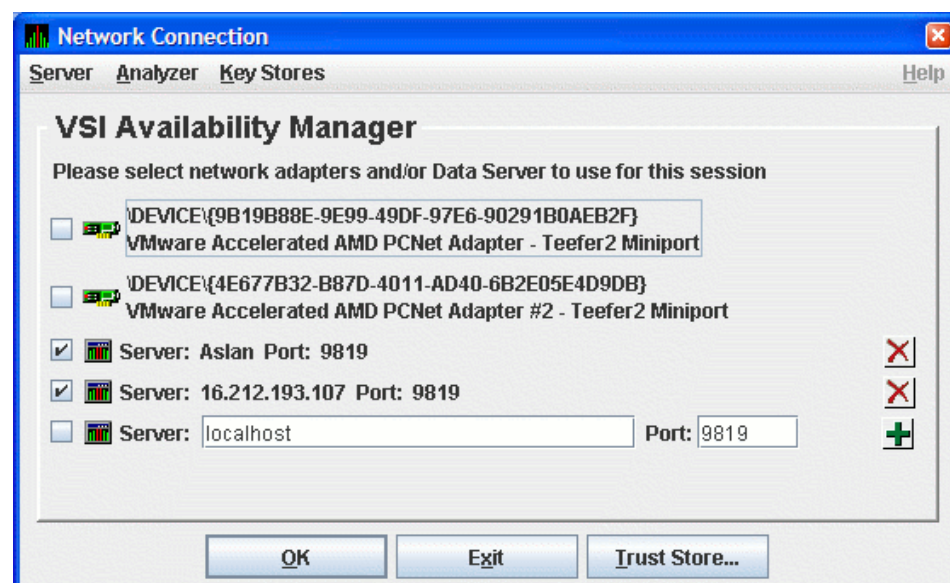 Network Connection
Server Analyzer Key Stores Help
VSI Availability Manager
Please select network adapters and/or Data Server to use for this session
\DEVICE\{9B19B88E-9E99-49DF-97E6-90291B0AEB2F}
VMware Accelerated AMD PCNet Adapter - Teefer2 Miniport
\DEVICE\{4E677B32-B87D-4011-AD40-6B2E05E4D9DB}
VMware Accelerated AMD PCNet Adapter #2 - Teefer2 Miniport
Server: Aslan Port: 9819
Server: 16.212.193.107 Port: 9819
Server: localhost Port: 9819
OK Exit Trust Store...